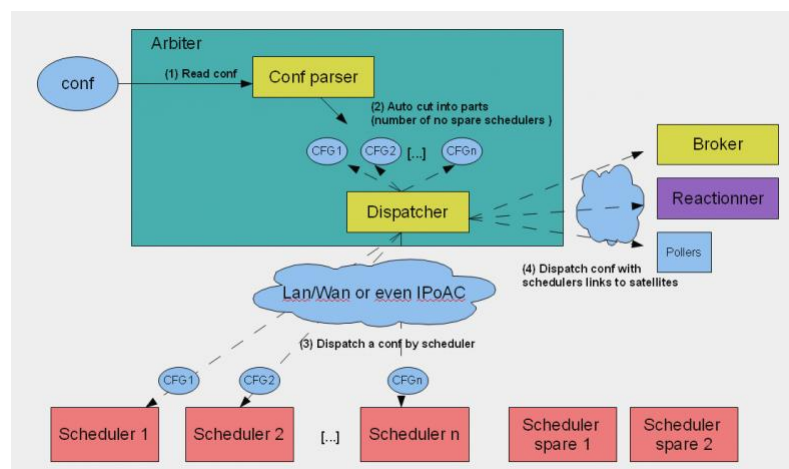 Arbiter
conf
(1) Read conf
Conf parser
(2) Auto cut into parts
(number of no spare schedulers )
CFG1
CFG2
[...]
CFGn
Broker
Reactionner
Dispatcher
Pollers
(4) Dispatch conf with
schedulers links to satellites
Lan/Wan or even IPoAC
(3) Dispatch a conf by scheduler
CFG1
CFG2
CFGn
Scheduler 1
Scheduler 2
[...]
Scheduler n
Scheduler
spare 1
Scheduler
spare 2